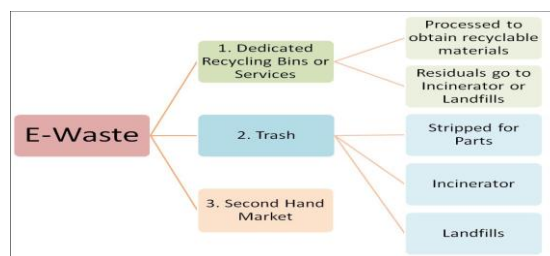 E-Waste
1. Dedicated
Recycling Bins or
Services
Processed to
obtain recyclable
materials
Residuals go to
Incinerator or
Landfills
2. Trash
Stripped for
Parts
Incinerator
Landfills
3. Second Hand
Market